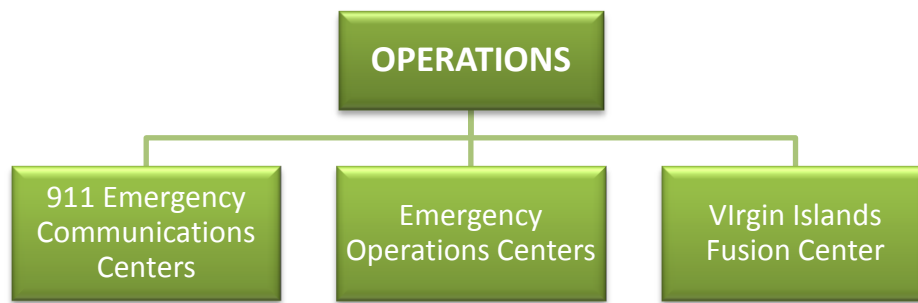 OPERATIONS
911 Emergency
Communications
Centers
Emergency
Operations Centers
VIrgin Islands
Fusion Center